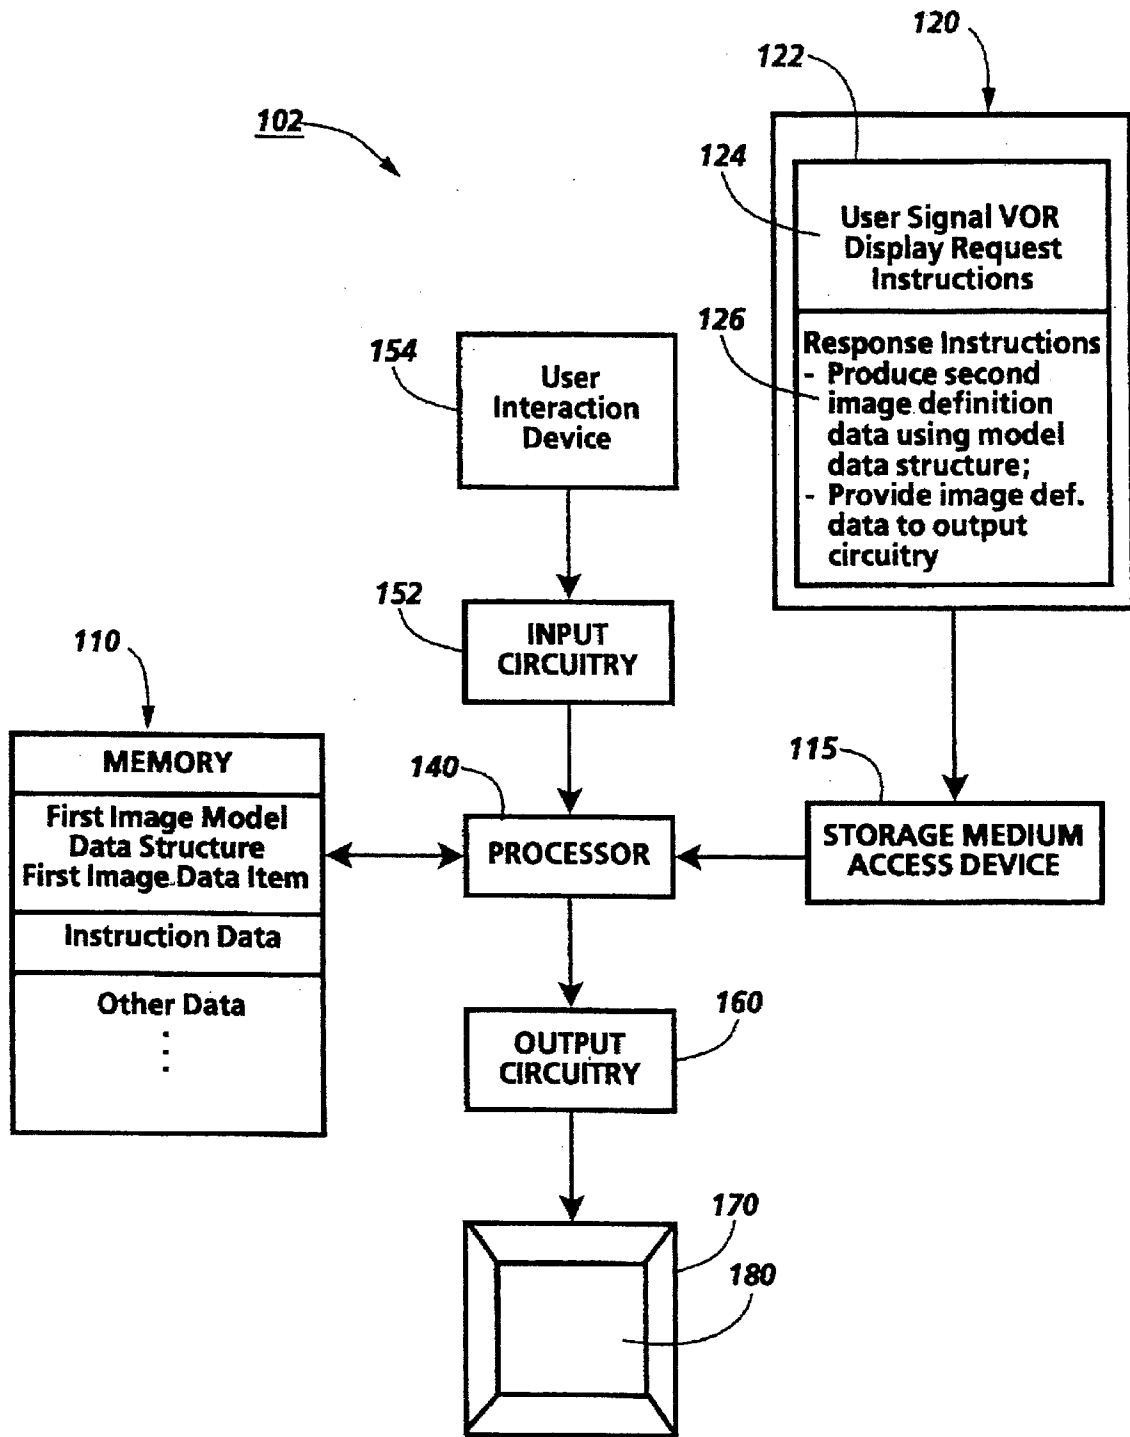 120
122
102
124
User Signal VOR
Display Request
Instructions
126
Response Instructions
- Produce second
image definition
data using model
data structure;
- Provide image def.
data to output
circuitry
154
User
Interaction
Device
152
INPUT
CIRCUITRY
110
MEMORY
First Image Model
Data Structure
First Image Data Item
Instruction Data
Other Data
140
PROCESSOR
115
STORAGE MEDIUM
ACCESS DEVICE
160
OUTPUT
CIRCUITRY
170
180